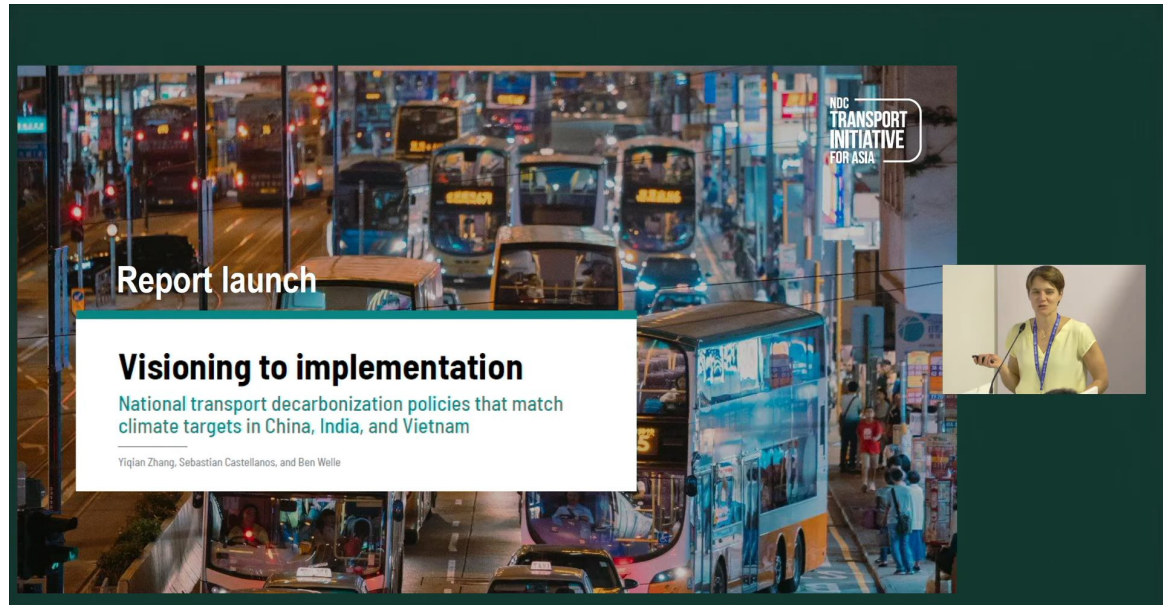 NDC
TRANSPORT
INITIATIVE
FOR ASIA
Report launch
Visioning to implementation
National transport decarbonization policies that match
climate targets in China, India, and Vietnam
Yiqian Zhang, Sebastian Castellanos, and Ben Welle